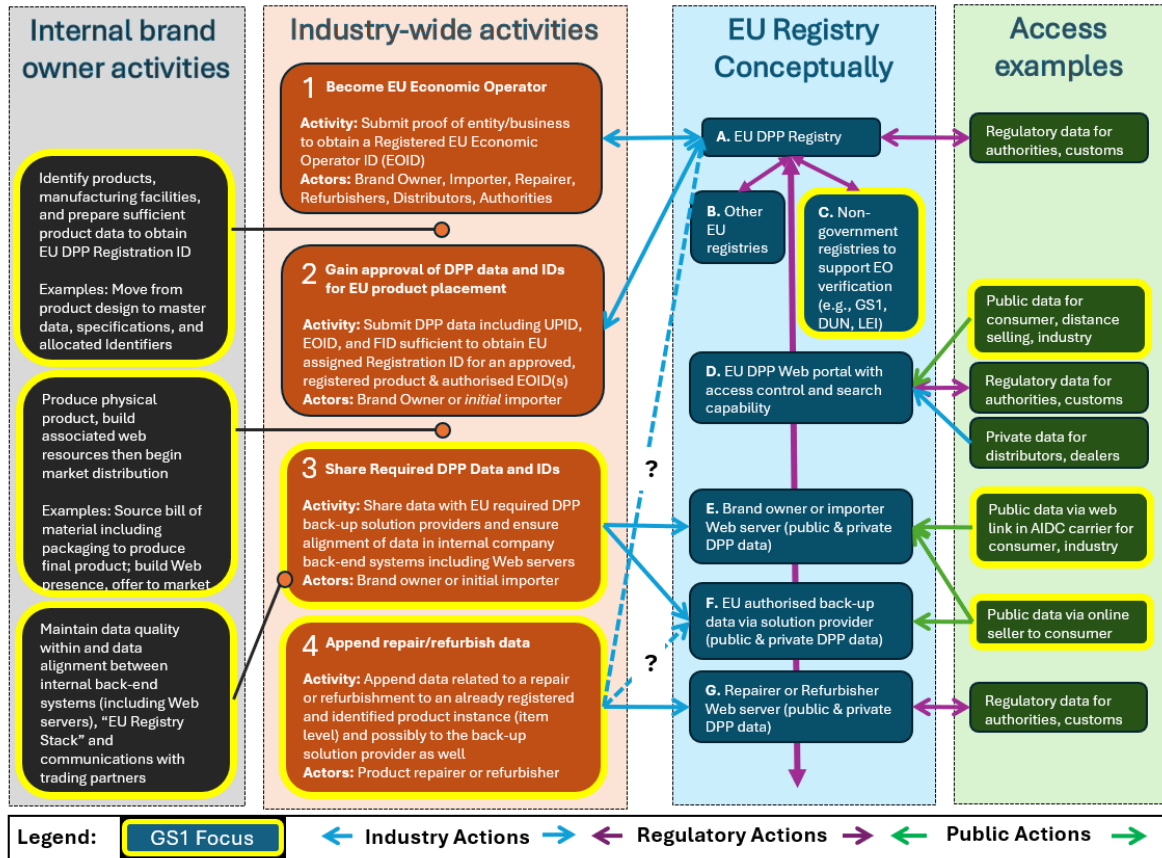 Internal brand
owner activities
Identify products,
manufacturing facilities,
and prepare sufficient
product data to obtain
EU DPP Registration ID
Examples: Move from
product design to master
data, specifications, and
allocated Identifiers
Produce physical
product, build
associated web
resources then begin
market distribution
Examples: Source bill of
material including
packaging to produce
final product; build Web
presence, offer to market
Maintain data quality
within and data
alignment between
internal back-end
systems (including Web
servers), “EU Registry
Stack” and
communications with
trading partners
Industry-wide activities
1 Become EU Economic Operator
Activity: Submit proof of entity/business
to obtain a Registered EU Economic
Operator ID (EOID)
Actors: Brand Owner, Importer, Repairer,
Refurbishers, Distributors, Authorities
2 Gain approval of DPP data and IDs
for EU product placement
Activity: Submit DPP data including UPID,
EOID, and FID sufficient to obtain EU
assigned Registration ID for an approved,
registered product & authorised EOID(s)
Actors: Brand Owner or initial importer
3 Share Required DPP Data and IDs
Activity: Share data with EU required DPP
back-up solution providers and ensure
alignment of data in internal company
back-end systems including Web servers
Actors: Brand owner or initial importer
4 Append repair/refurbish data
Activity: Append data related to a repair
or refurbishment to an already registered
and identified product instance (item
level) and possibly to the back-up
solution provider as well
Actors: Product repairer or refurbisher
?
?
EU Registry
Conceptually
A. EU DPP Registry
B. Other
EU
registries
C. Non-
government
registries to
support EO
verification
(e.g., GS1,
DUN, LEI)
D. EU DPP Web portal with
access control and search
capability
E. Brand owner or importer
Web server (public & private
DPP data)
F. EU authorised back-up
data via solution provider
(public & private DPP data)
G. Repairer or Refurbisher
Web server (public & private
DPP data)
Access
examples
Regulatory data for
authorities, customs
Public data for
consumer, distance
selling, industry
Regulatory data for
authorities, customs
Private data for
distributors, dealers
Public data via web
link in AIDC carrier for
consumer, industry
Public data via online
seller to consumer
Regulatory data for
authorities, customs
Legend: GS1 Focus Industry Actions Regulatory Actions Public Actions